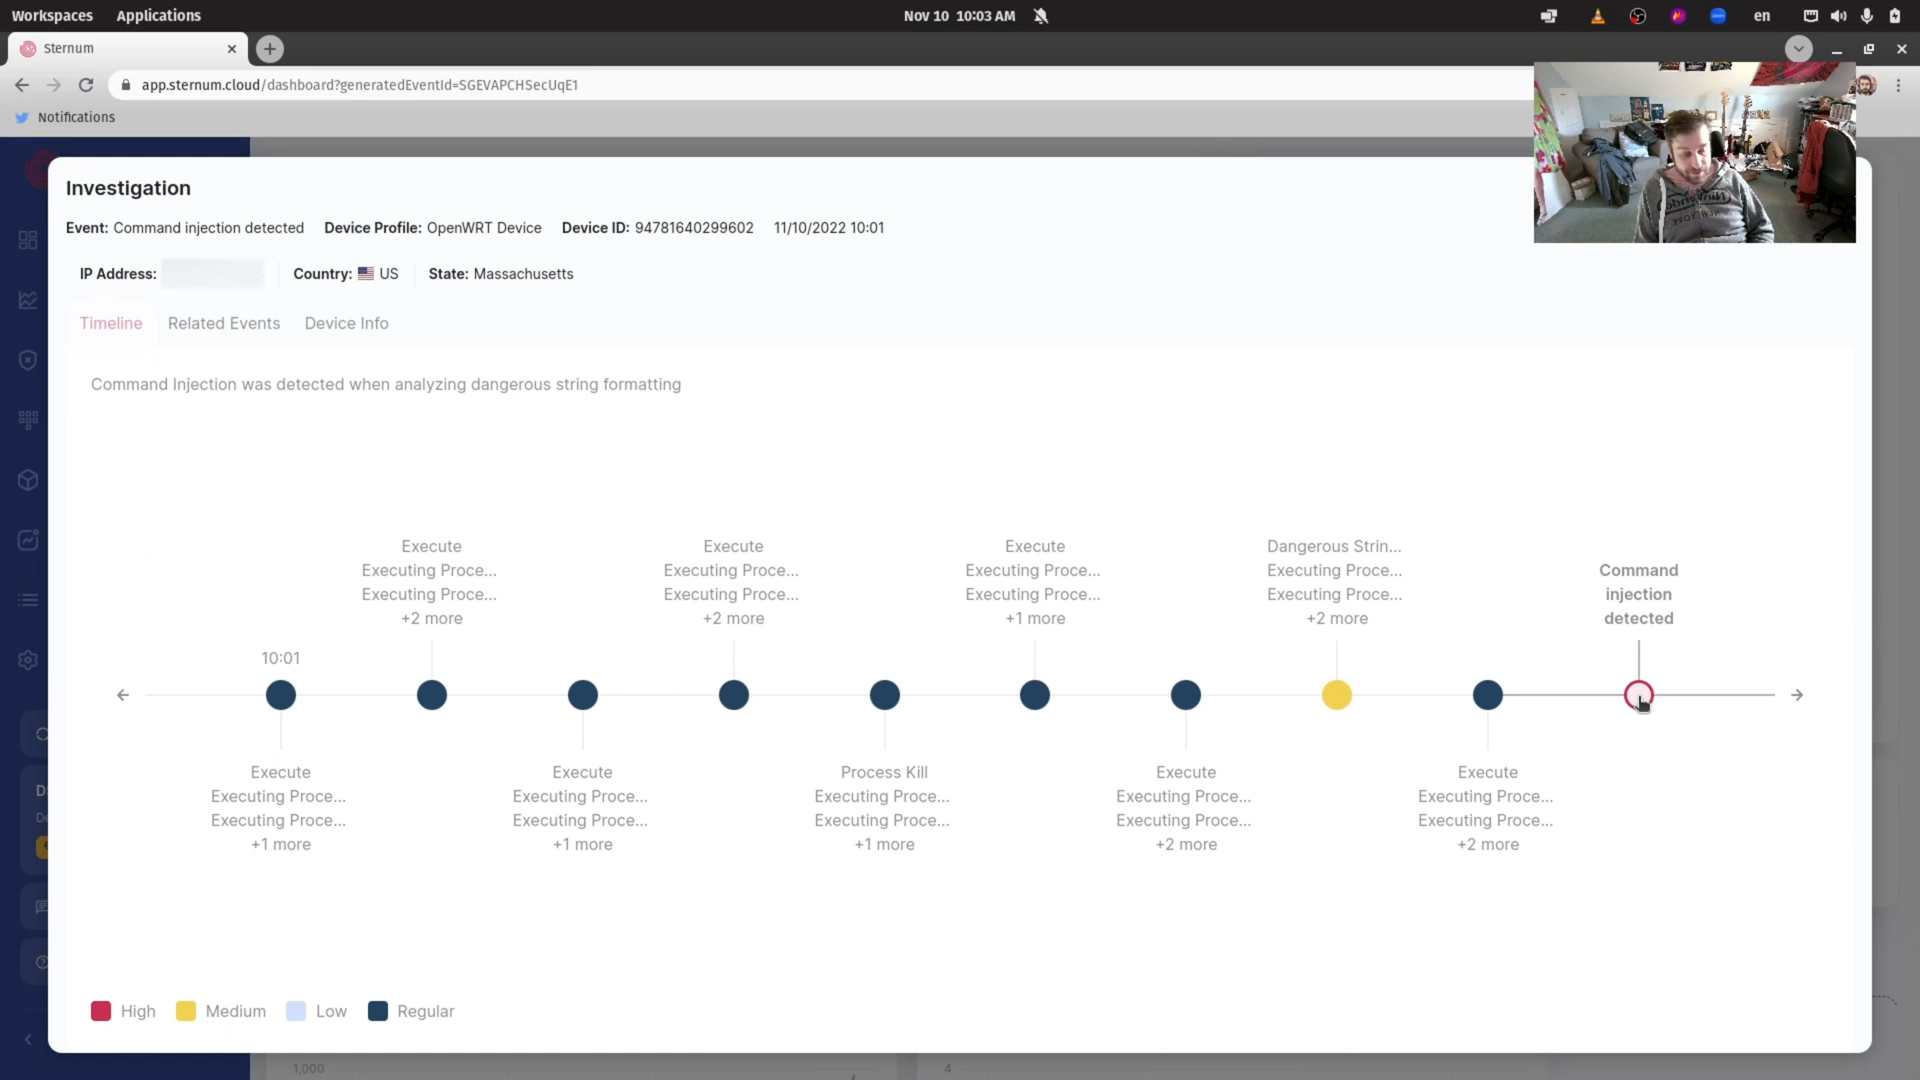 Workspaces Applications Nov 10 10:03 AM en
Sternum
app.sternum.cloud/dashboard?generatedEventId=SGEVAPCHSecUqE1
Notifications
Investigation
Event: Command injection detected Device Profile: OpenWRT Device Device ID: 94781640299602 11/10/2022 10:01
IP Address: Country: US State: Massachusetts
Timeline Related Events Device Info
Command Injection was detected when analyzing dangerous string formatting
Execute Execute Execute Dangerous Strin...
Executing Proce... Executing Proce... Executing Proce... Executing Proce... Command
Executing Proce... Executing Proce... Executing Proce... Executing Proce... injection
+2 more +2 more +1 more +2 more detected
10:01
Execute Execute Process Kill Execute Execute
Executing Proce... Executing Proce... Executing Proce... Executing Proce... Executing Proce...
Executing Proce... Executing Proce... Executing Proce... Executing Proce... Executing Proce...
+1 more +1 more +1 more +2 more +2 more
High Medium Low Regular
1,000 4